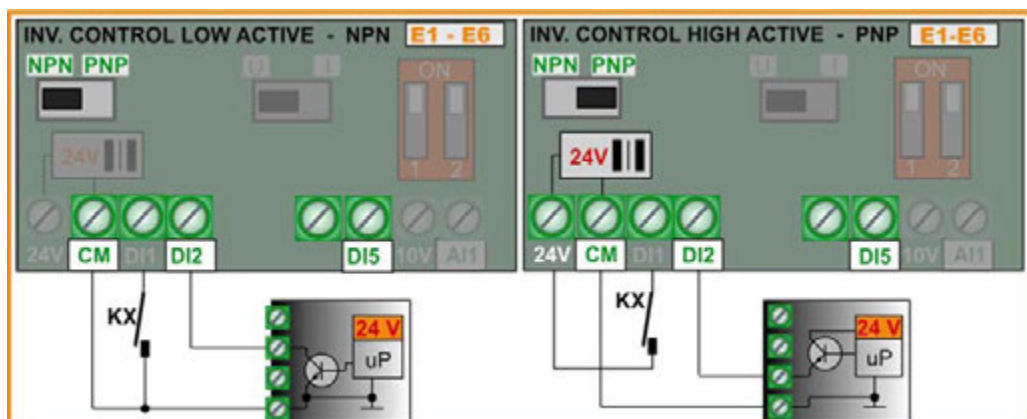 INV. CONTROL LOW ACTIVE - NPN E1 - E6
NPN PNP
U I
ON
24V
1 2
24V CM DI1 DI2 DI5 10V AI1
KX
24 V
uP
INV. CONTROL HIGH ACTIVE - PNP E1-E6
NPN PNP
U I
ON
24V
1 2
24V CM DI1 DI2 DI5 10V AI1
KX
24 V
uP